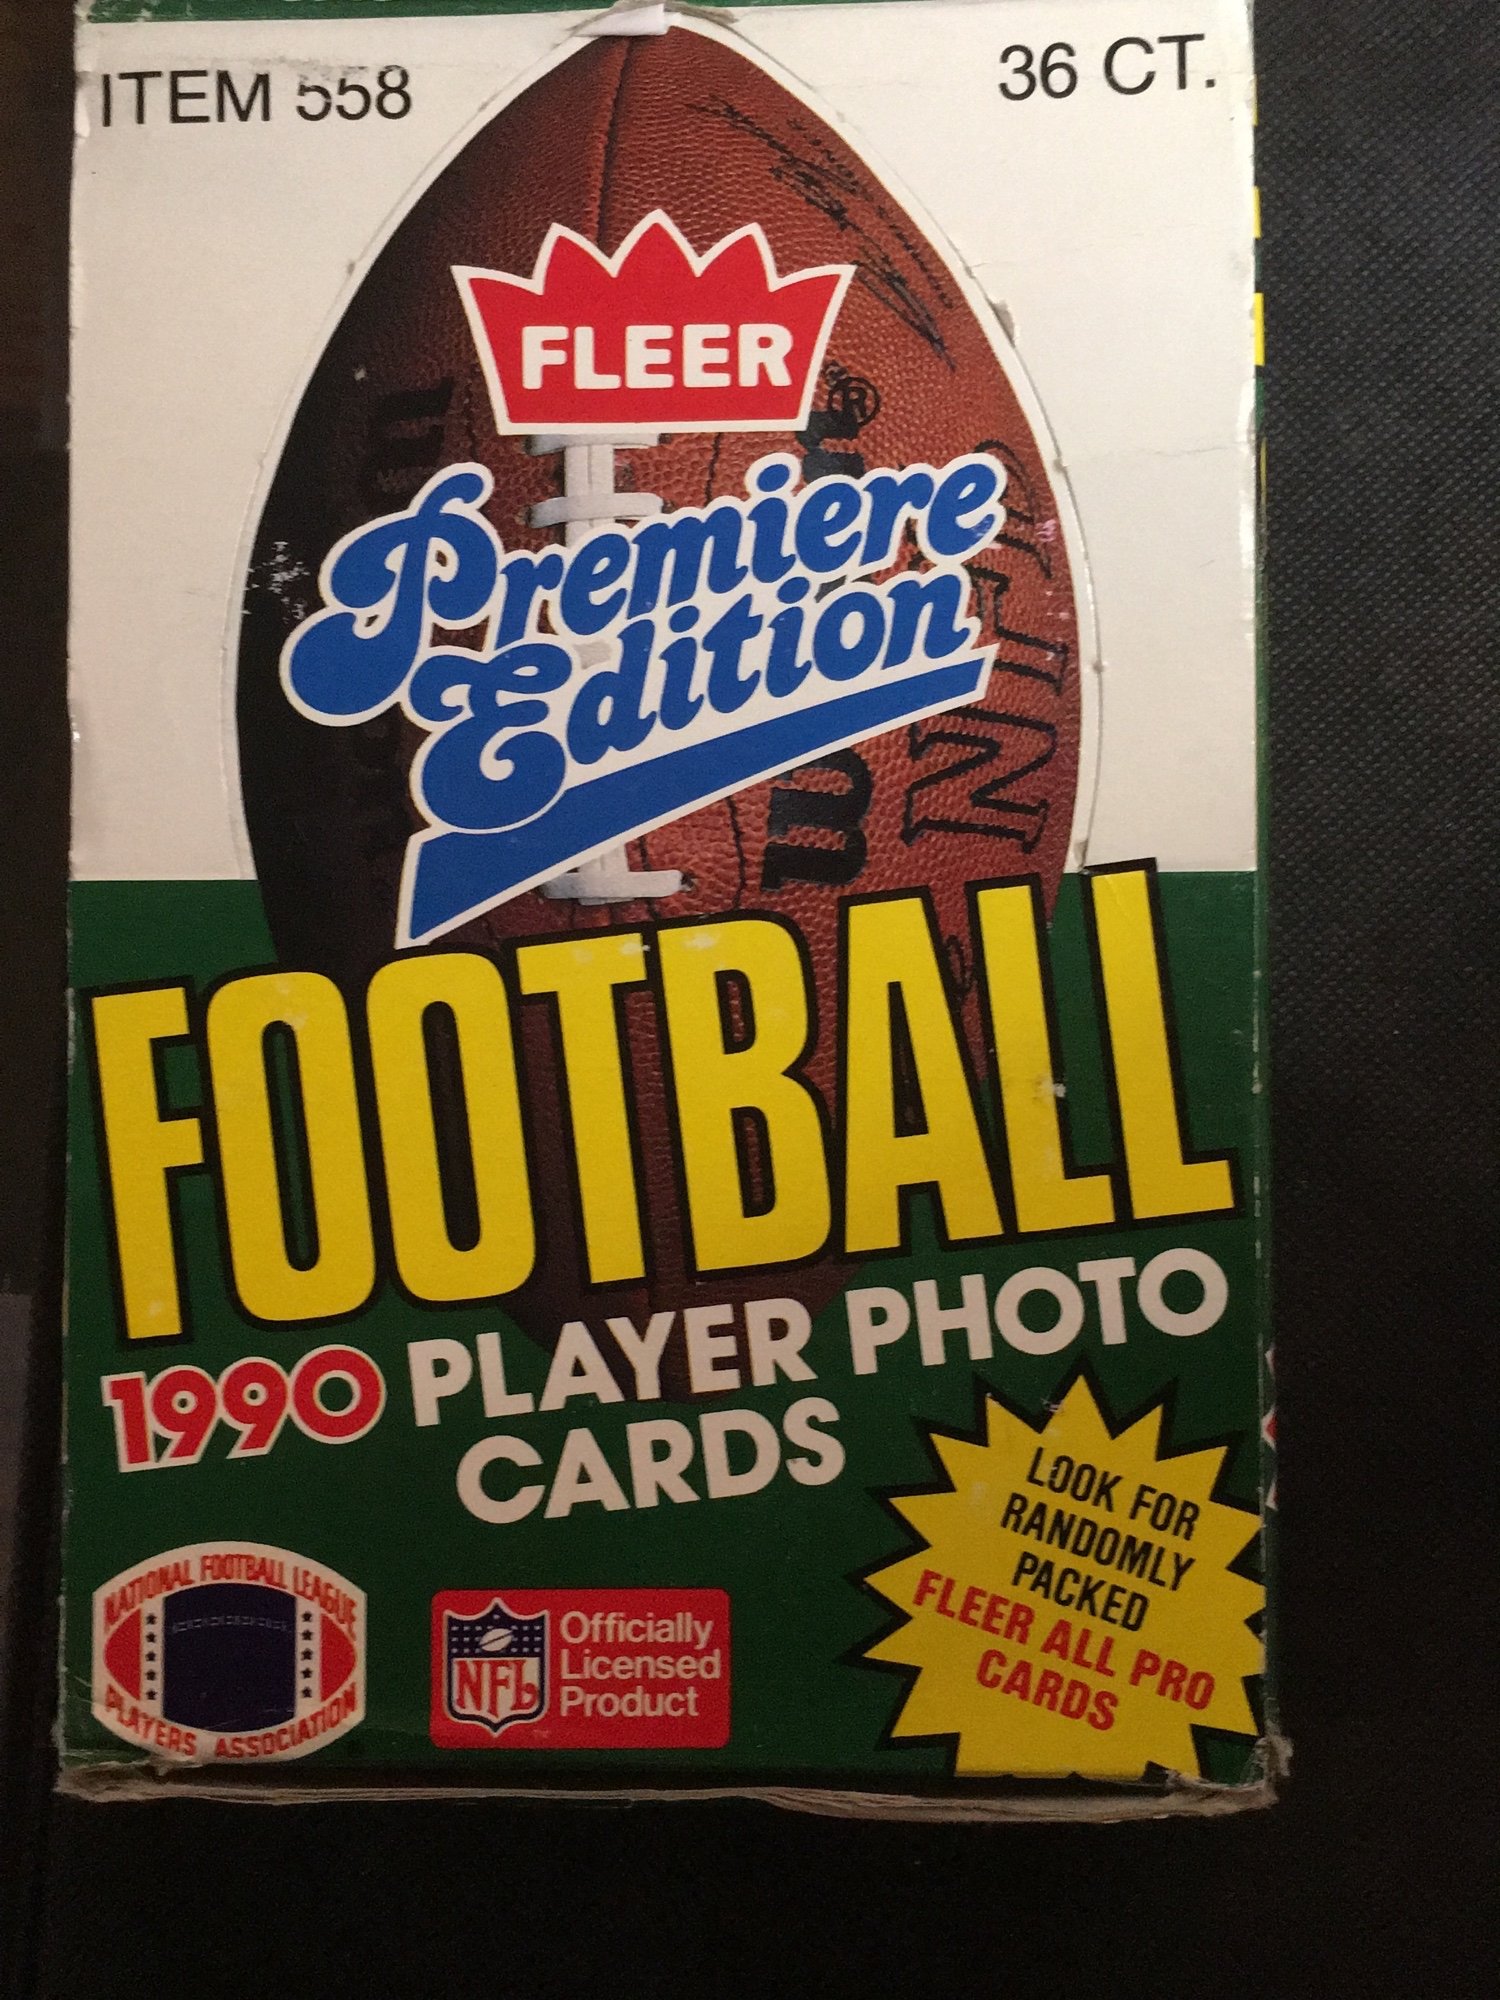 ITEM 558
36 CT.
FLEER
®
Premiere
Edition
FOOTBALL
1990 PLAYER PHOTO
CARDS
LOOK FOR
RANDOMLY
PACKED
FLEER ALL PRO
CARDS
NATIONAL FOOTBALL LEAGUE
PLAYERS ASSOCIATION
NFL
Officially
Licensed
Product